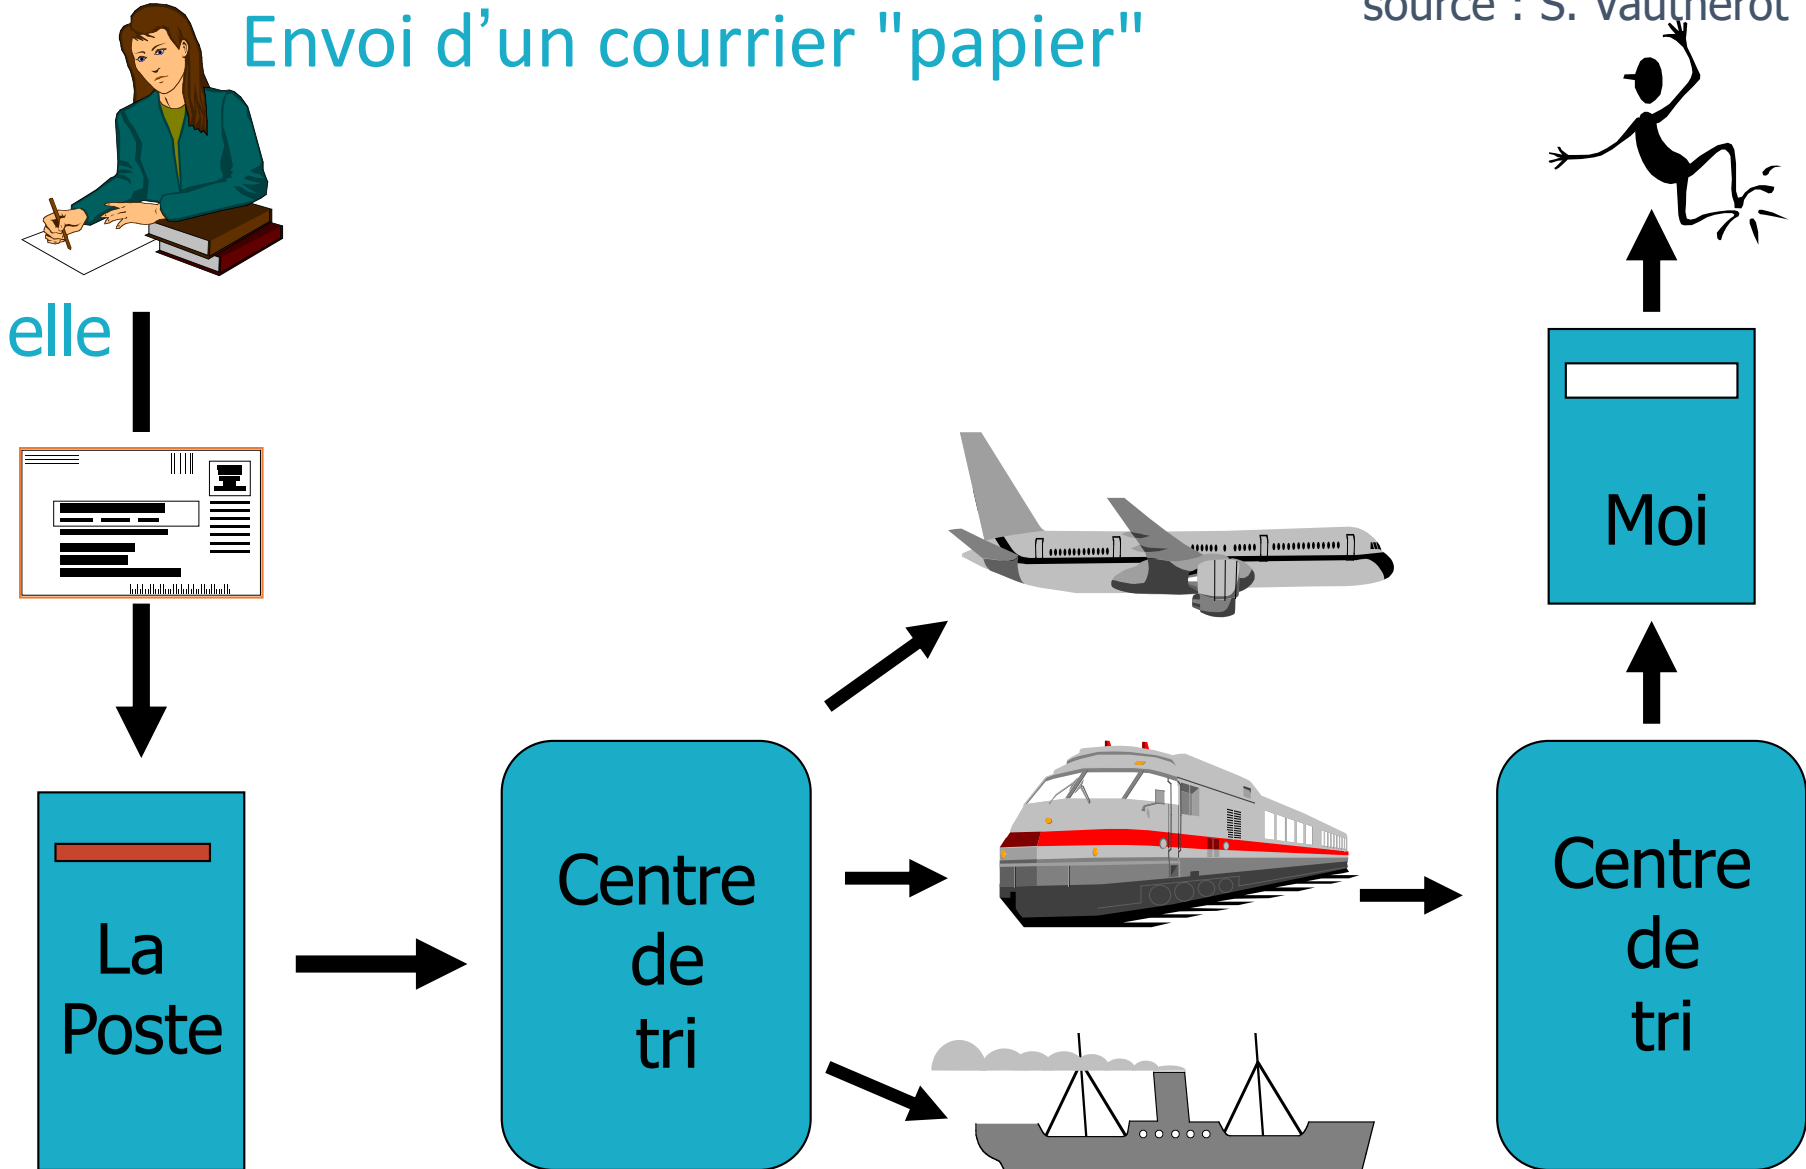 Envoi d’un courrier "papier"
source : S. Vautherot
elle
La
Poste
Centre
de
tri
Moi
Centre
de
tri